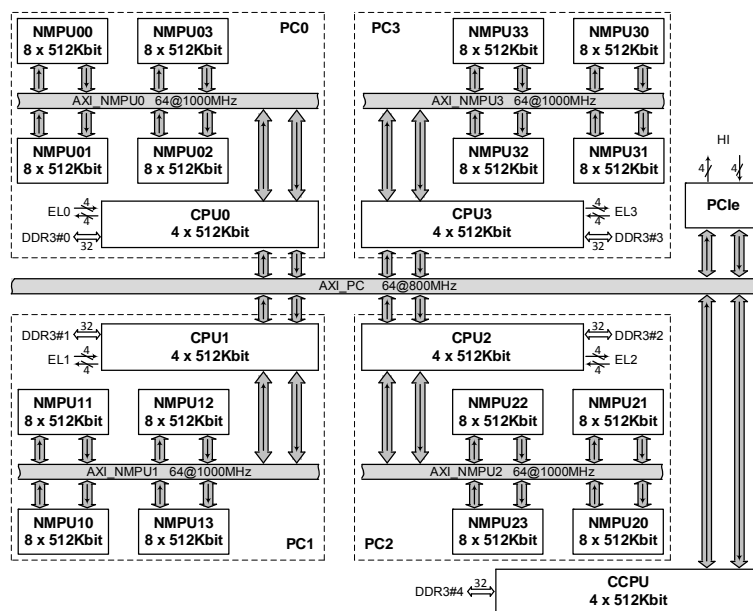 PC0
NMPU00
8 x 512Kbit
NMPU03
8 x 512Kbit
AXI_NMPU0 64@1000MHz
NMPU01
8 x 512Kbit
NMPU02
8 x 512Kbit
EL0
4
4
DDR3#0
32
CPU0
4 x 512Kbit
PC3
NMPU33
8 x 512Kbit
NMPU30
8 x 512Kbit
AXI_NMPU3 64@1000MHz
NMPU32
8 x 512Kbit
NMPU31
8 x 512Kbit
CPU3
4 x 512Kbit
4
4
EL3
32
DDR3#3
HI
4
4
PCIe
AXI_PC 64@800MHz
DDR3#1
32
EL1
4
4
CPU1
4 x 512Kbit
NMPU11
8 x 512Kbit
NMPU12
8 x 512Kbit
AXI_NMPU1 64@1000MHz
NMPU10
8 x 512Kbit
NMPU13
8 x 512Kbit
PC1
CPU2
4 x 512Kbit
32
DDR3#2
4
4
EL2
NMPU22
8 x 512Kbit
NMPU21
8 x 512Kbit
AXI_NMPU2 64@1000MHz
NMPU23
8 x 512Kbit
NMPU20
8 x 512Kbit
PC2
DDR3#4
32
CCPU
4 x 512Kbit